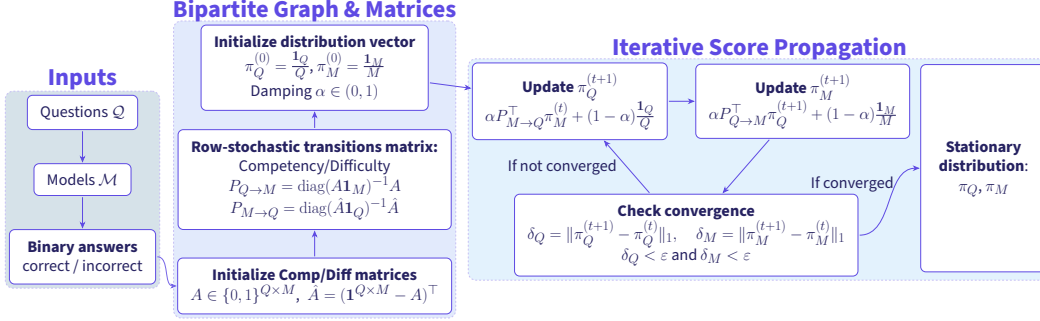 Inputs
Questions 𝒬
Models ℳ
Binary answers
correct / incorrect
Bipartite Graph & Matrices
Initialize distribution vector
π_Q^{(0)} = 𝟏_Q/Q, π_M^{(0)} = 𝟏_M/M
Damping α ∈ (0, 1)
Row-stochastic transitions matrix:
Competency/Difficulty
P_{Q→M} = diag(A𝟏_M)^{−1}A
P_{M→Q} = diag(Â𝟏_Q)^{−1}Â
Initialize Comp/Diff matrices
A ∈ {0, 1}^{Q×M}, Â = (𝟏^{Q×M} − A)^⊤
Iterative Score Propagation
Update π_Q^{(t+1)}
αP_{M→Q}^⊤π_M^{(t)} + (1 − α)𝟏_Q/Q
Update π_M^{(t+1)}
αP_{Q→M}^⊤π_Q^{(t+1)} + (1 − α)𝟏_M/M
If not converged
If converged
Check convergence
δ_Q = ‖π_Q^{(t+1)} − π_Q^{(t)}‖_1, δ_M = ‖π_M^{(t+1)} − π_M^{(t)}‖_1
δ_Q < ε and δ_M < ε
Stationary
distribution:
π_Q, π_M